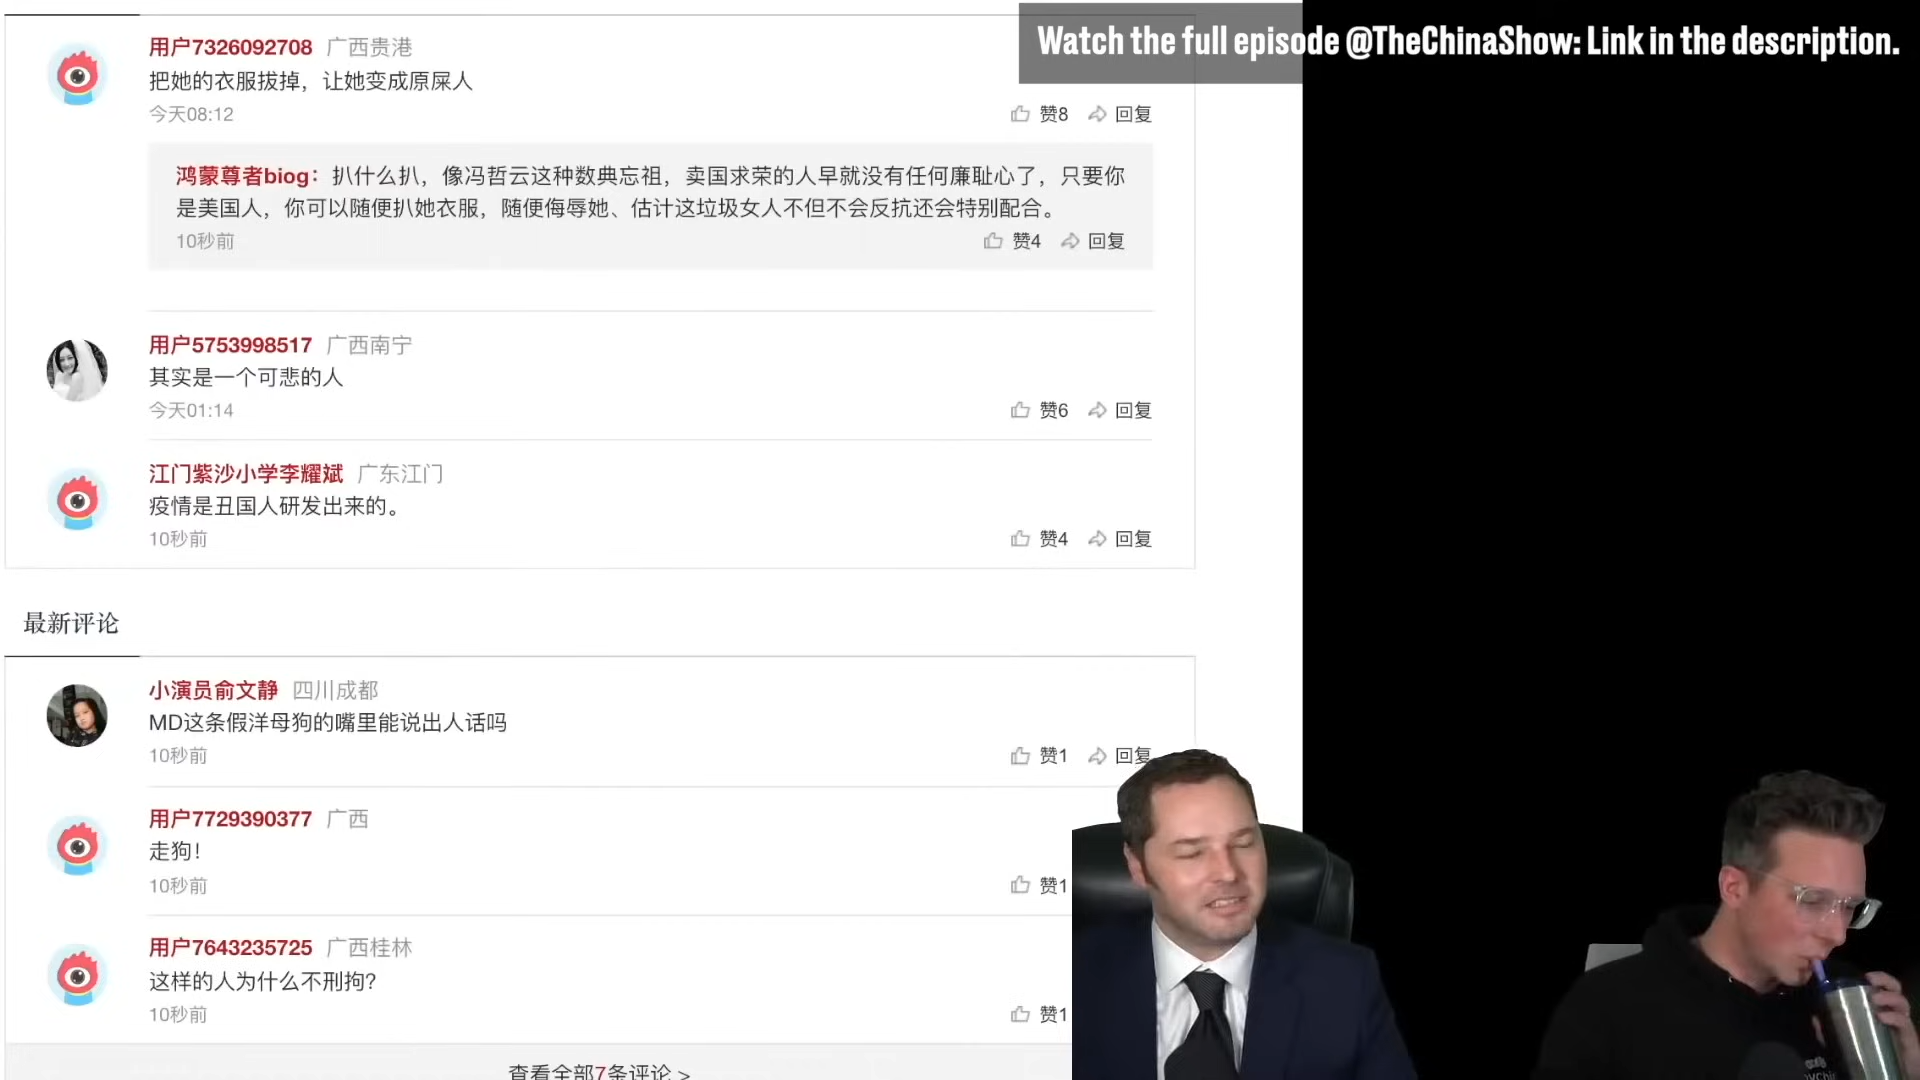 Watch the full episode @TheChinaShow: Link in the description.
用户7326092708 广西贵港
把她的衣服拔掉，让她变成原屎人
今天08:12 赞8 回复
鸿蒙尊者biog：扒什么扒，像冯哲云这种数典忘祖，卖国求荣的人早就没有任何廉耻心了，只要你
是美国人，你可以随便扒她衣服，随便侮辱她、估计这垃圾女人不但不会反抗还会特别配合。
10秒前 赞4 回复
用户5753998517 广西南宁
其实是一个可悲的人
今天01:14 赞6 回复
江门紫沙小学李耀斌 广东江门
疫情是丑国人研发出来的。
10秒前 赞4 回复
最新评论
小演员俞文静 四川成都
MD这条假洋母狗的嘴里能说出人话吗
10秒前 赞1 回复
用户7729390377 广西
走狗！
10秒前 赞1
用户7643235725 广西桂林
这样的人为什么不刑拘？
10秒前 赞1
查看全部7条评论 >